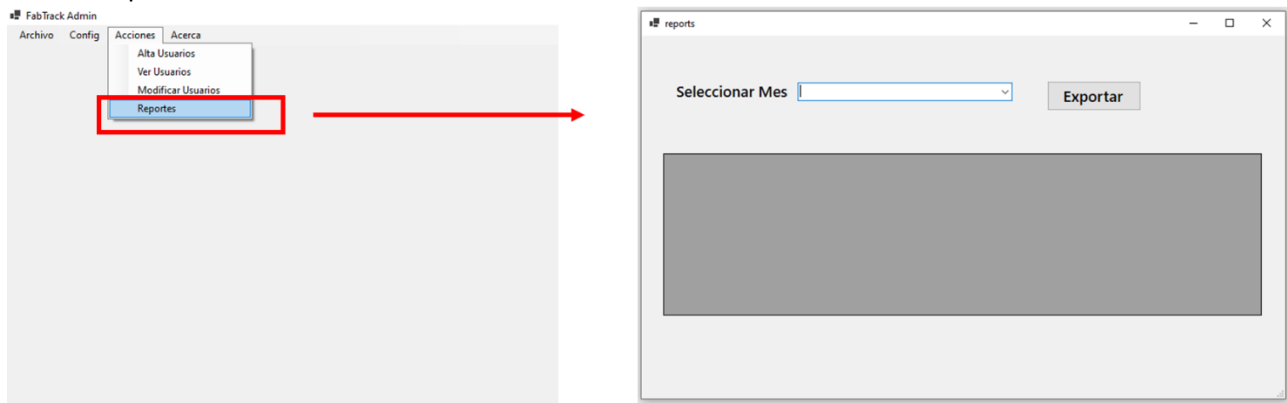 FabTrack Admin
Archivo Config Acciones Acerca
Alta Usuarios
Ver Usuarios
Modificar Usuarios
Reportes
reports
Seleccionar Mes
Exportar